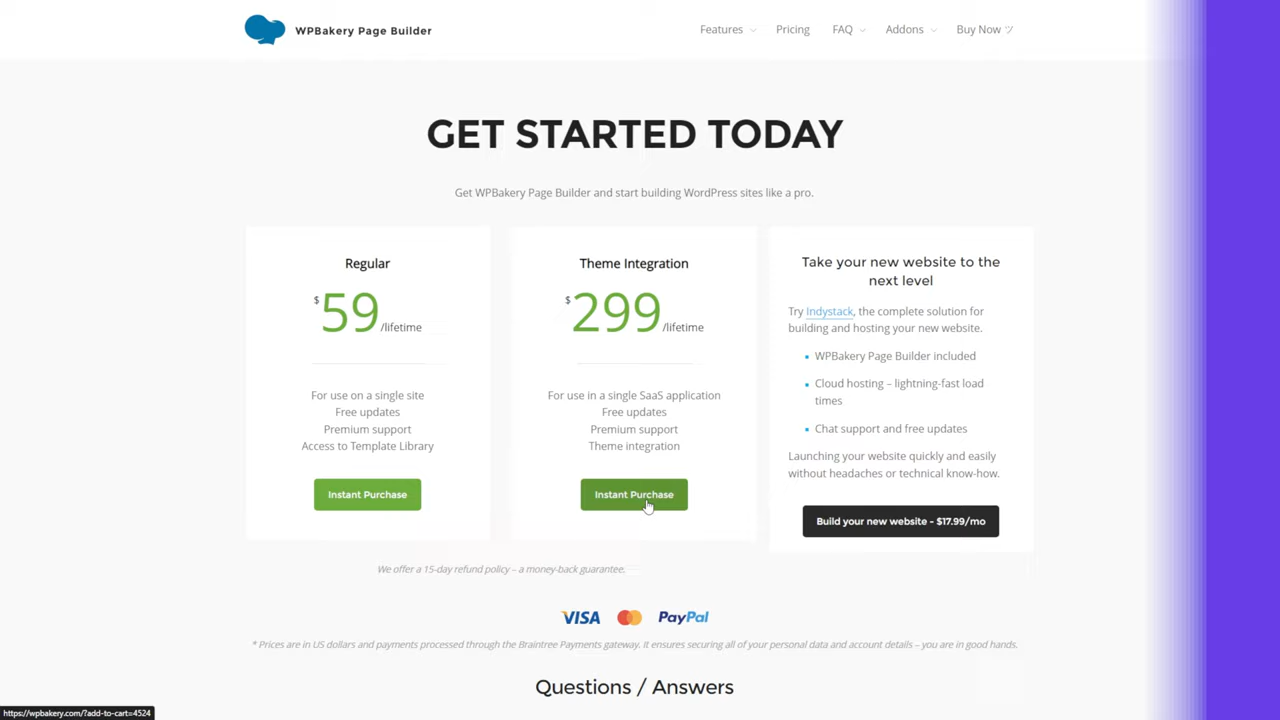 WPBakery Page Builder
Features
Pricing
FAQ
Addons
Buy Now ツ
GET STARTED TODAY
Get WPBakery Page Builder and start building WordPress sites like a pro.
Regular
$59/lifetime
For use on a single site
Free updates
Premium support
Access to Template Library
Instant Purchase
Theme Integration
$299/lifetime
For use in a single SaaS application
Free updates
Premium support
Theme integration
Instant Purchase
Take your new website to the
next level
Try Indystack, the complete solution for
building and hosting your new website.
WPBakery Page Builder included
Cloud hosting – lightning-fast load
times
Chat support and free updates
Launching your website quickly and easily
without headaches or technical know-how.
Build your new website - $17.99/mo
We offer a 15-day refund policy – a money-back guarantee.
VISA
PayPal
* Prices are in US dollars and payments processed through the Braintree Payments gateway. It ensures securing all of your personal data and account details – you are in good hands.
Questions / Answers
https://wpbakery.com/?add-to-cart=4524